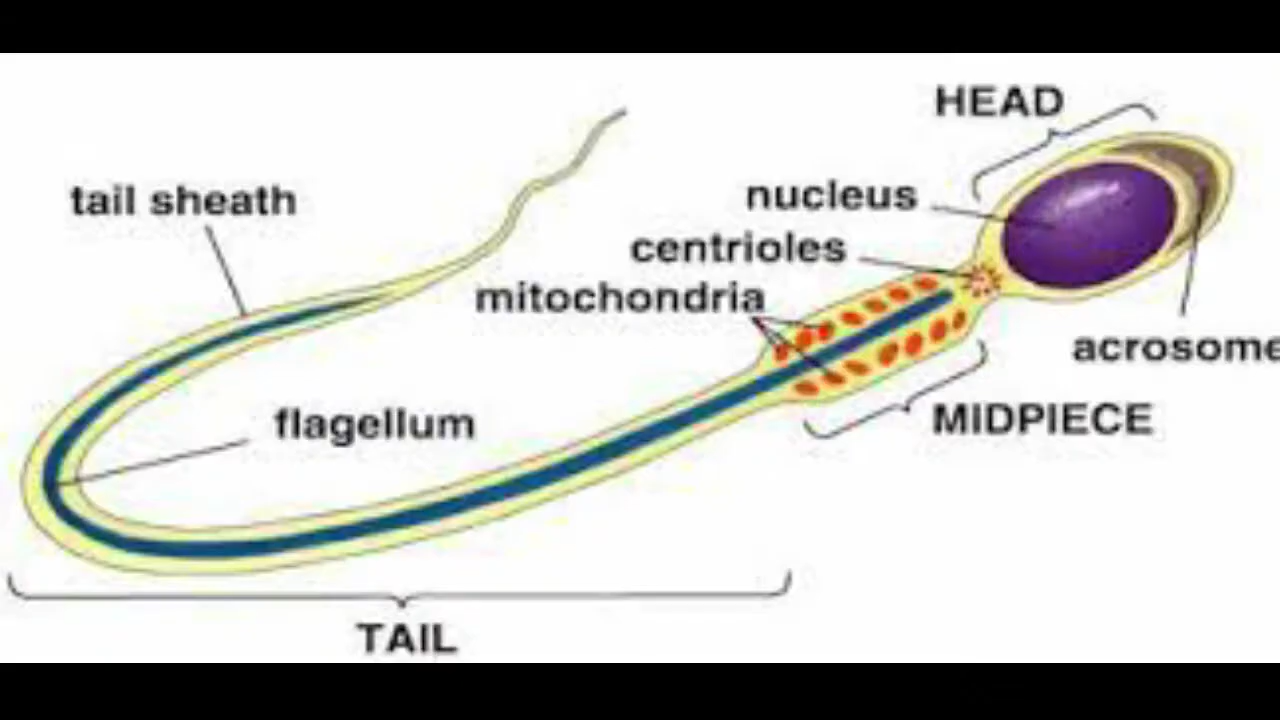 HEAD
nucleus
tail sheath
centrioles
mitochondria
acrosome
flagellum
MIDPIECE
TAIL